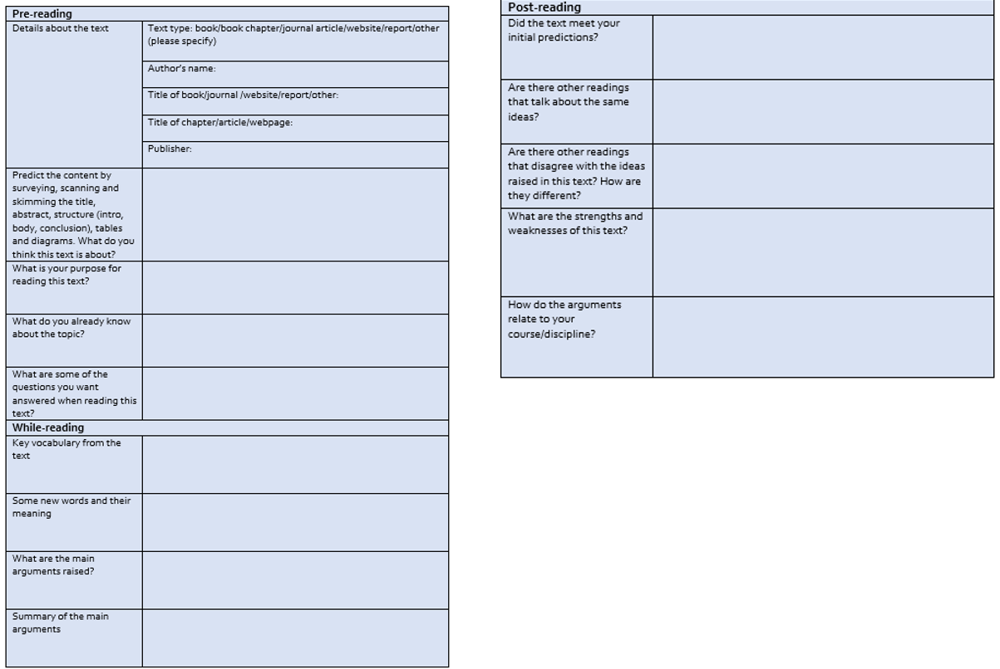 Pre-reading
Details about the text
Text type: book/book chapter/journal article/website/report/other
(please specify)
Author's name:
Title of book/journal /website/report/other:
Title of chapter/article/webpage:
Publisher:
Predict the content by
surveying, scanning and
skimming the title,
abstract, structure (intro,
body, conclusion), tables
and diagrams. What do you
think this text is about?
What is your purpose for
reading this text?
What do you already know
about the topic?
What are some of the
questions you want
answered when reading this
text?
While-reading
Key vocabulary from the
text
Some new words and their
meaning
What are the main
arguments raised?
Summary of the main
arguments
Post-reading
Did the text meet your
initial predictions?
Are there other readings
that talk about the same
ideas?
Are there other readings
that disagree with the ideas
raised in this text? How are
they different?
What are the strengths and
weaknesses of this text?
How do the arguments
relate to your
course/discipline?